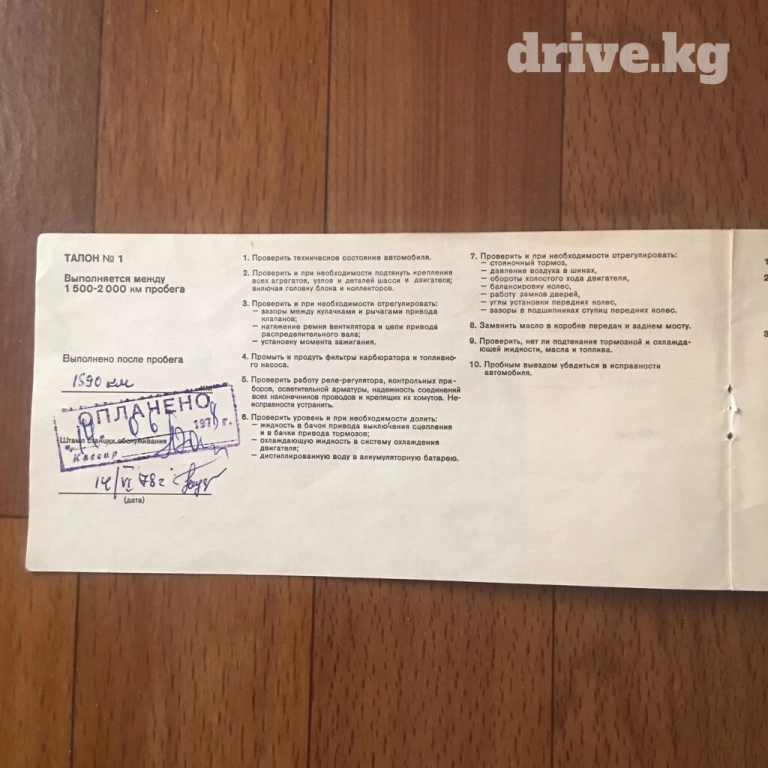 drive.kg
ТАЛОН № 1
Выполняется между
1 500-2 000 км пробега
Выполнено после пробега
1590 км
ОПЛАЧЕНО
06
197 г.
Штамп станции обслуживания
Кассир
14/VI 78 г
(дата)
1. Проверить техническое состояние автомобиля.
2. Проверить и при необходимости подтянуть крепления
всех агрегатов, узлов и деталей шасси и двигателя;
включая головку блока и коллекторов.
3. Проверить и при необходимости отрегулировать:
— зазоры между кулачками и рычагами привода
клапанов;
— натяжение ремня вентилятора и цепи привода
распределительного вала;
— установку момента зажигания.
4. Промыть и продуть фильтры карбюратора и топливно-
го насоса.
5. Проверить работу реле-регулятора, контрольных при-
боров, осветительной арматуры, надежность соединений
всех наконечников проводов и крепящих их хомутов. Не-
исправности устранить.
6. Проверить уровень и при необходимости долить:
— жидкость в бачок привода выключения сцепления
и в бачки привода тормозов;
— охлаждающую жидкость в систему охлаждения
двигателя;
— дистиллированную воду в аккумуляторную батарею.
7. Проверить и при необходимости отрегулировать:
— стояночный тормоз,
— давление воздуха в шинах,
— обороты холостого хода двигателя,
— балансировку колес,
— работу замков дверей,
— углы установки передних колес,
— зазоры в подшипниках ступиц передних колес.
8. Заменить масло в коробке передач и заднем мосту.
9. Проверить, нет ли подтекания тормозной и охлажда-
ющей жидкости, масла и топлива.
10. Пробным выездом убедиться в исправности
автомобиля.